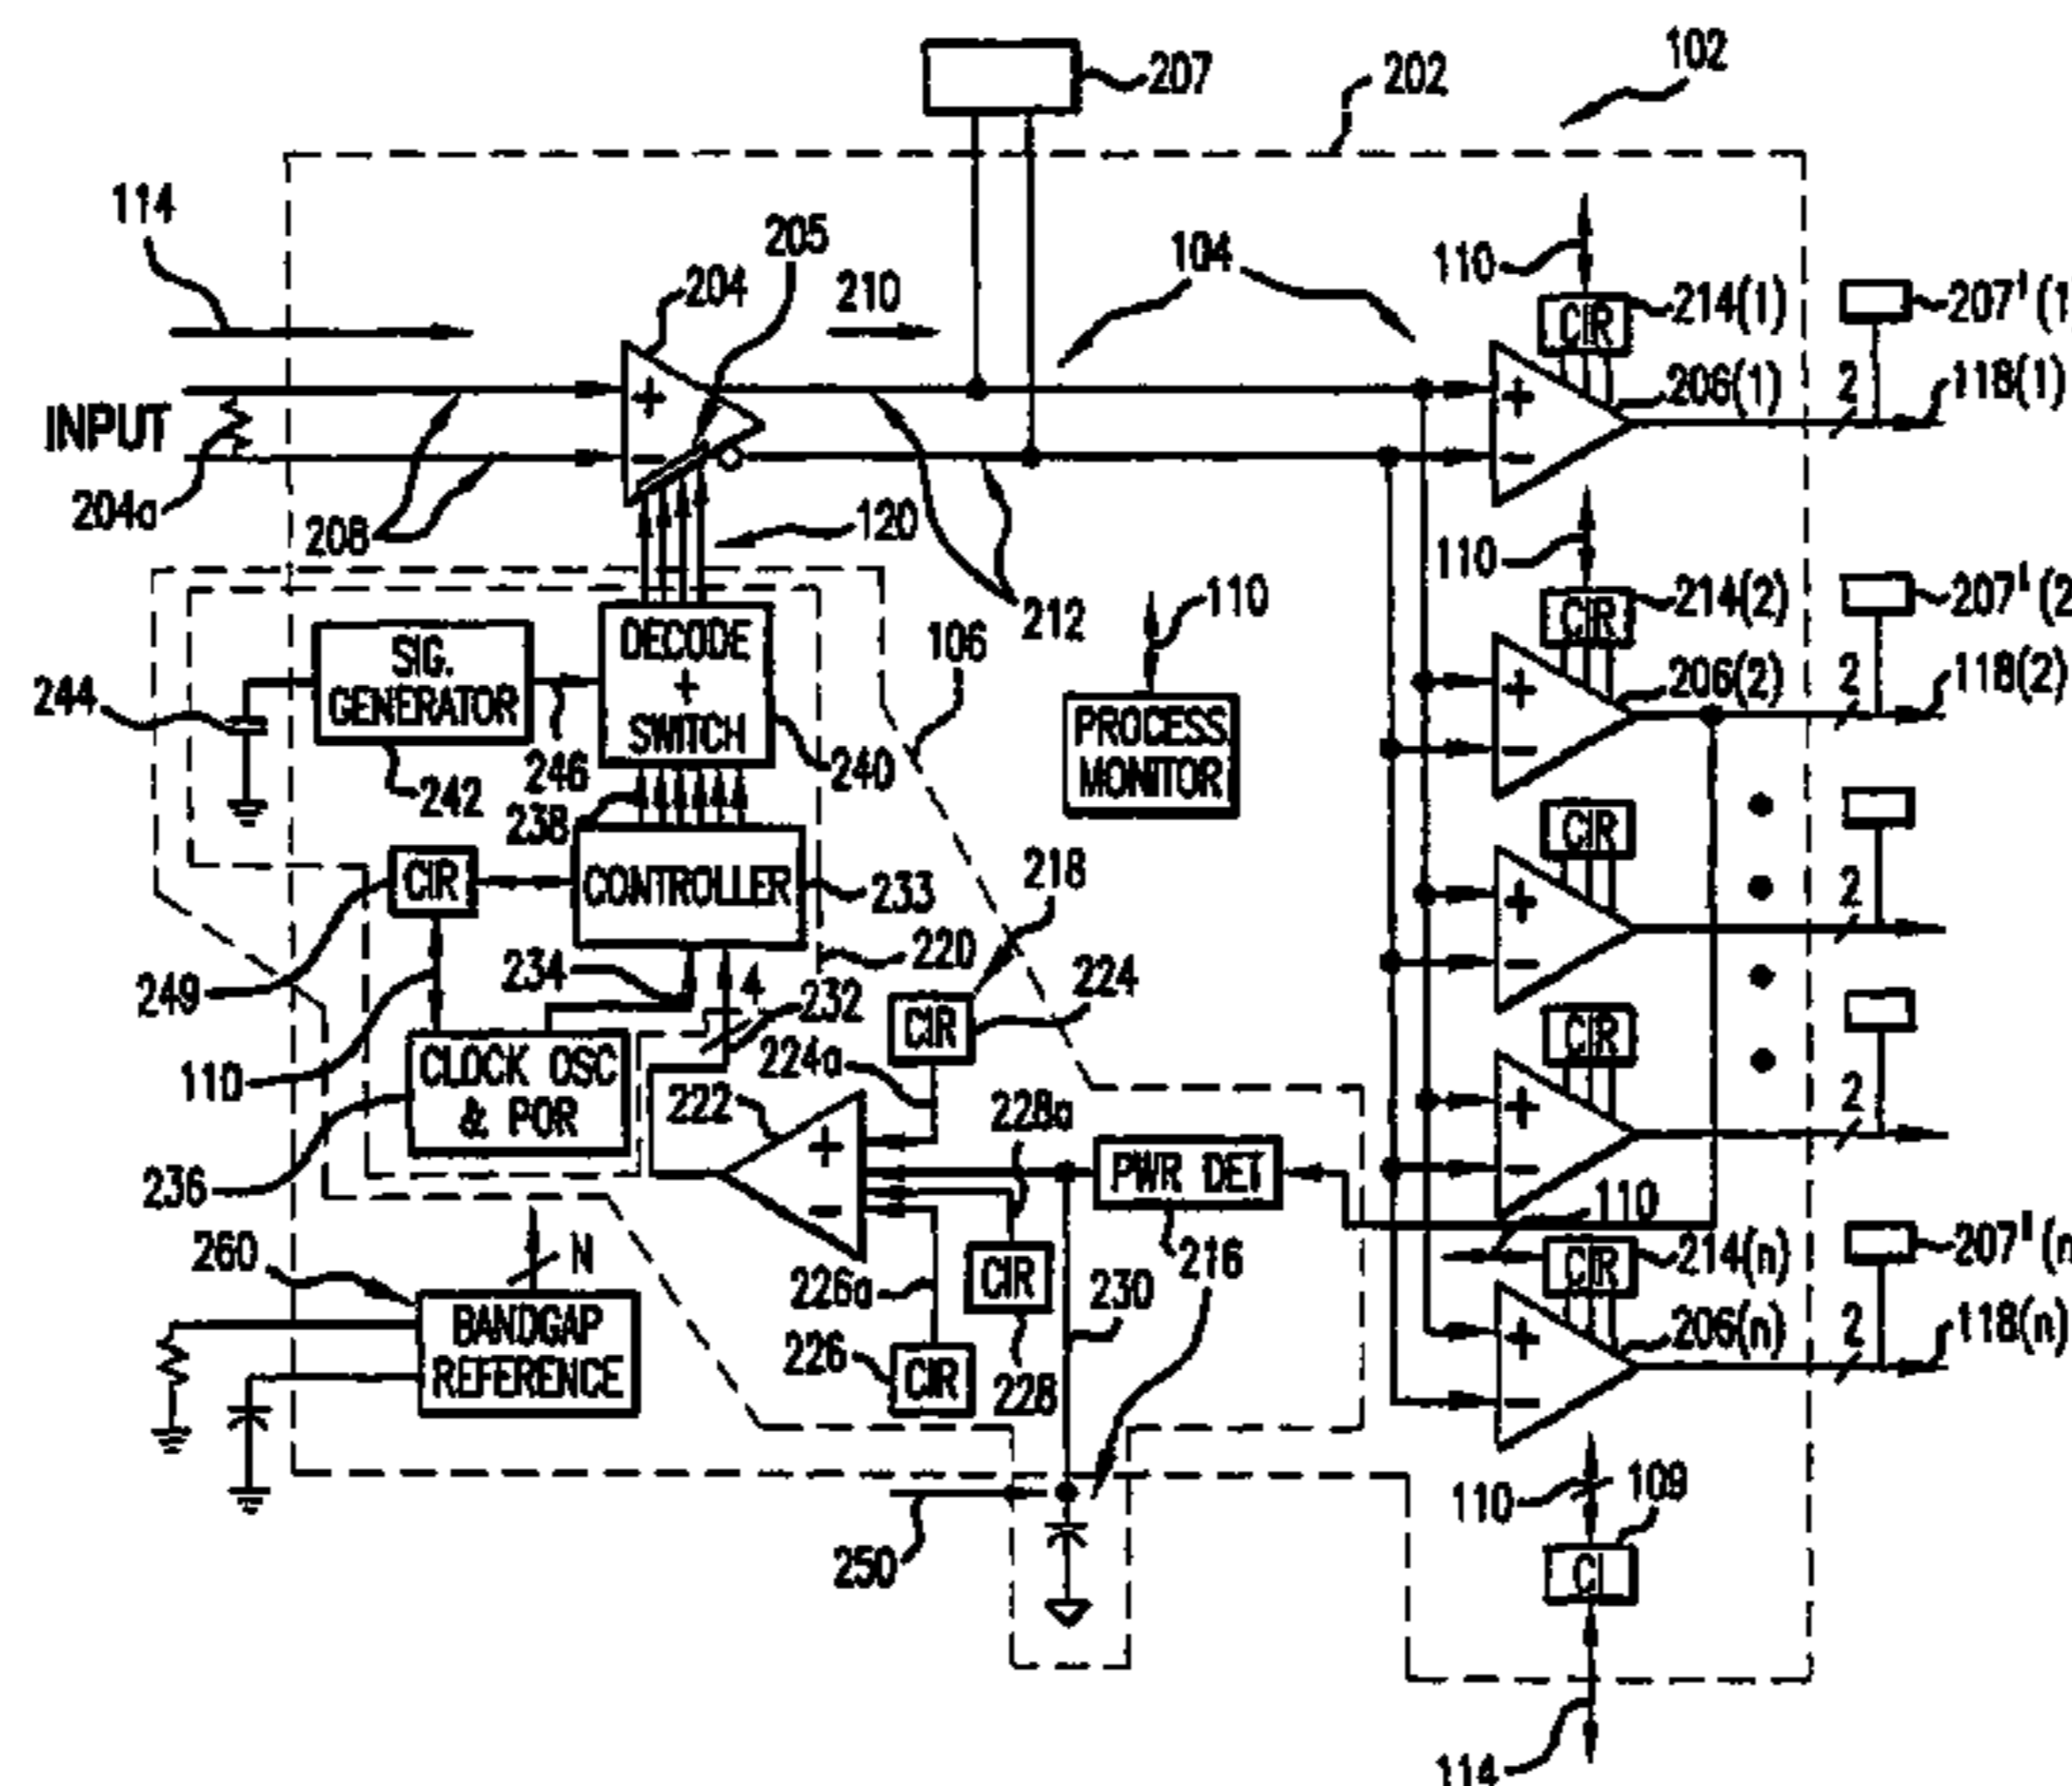 102
207
202
114
205
204
210
104
110
CIR
214(1)
207'(1
+
+
206(1)
2
118(1)
INPUT
-
-
204a
208
120
110
212
110
CIR
214(2)
207'(2
DECODE
+
SWITCH
SIG.
GENERATOR
106
244
PROCESS
MONITOR
+
206(2)
2
118(2)
-
246
240
242
238
CIR
CIR
CONTROLLER
233
218
+
2
249
234
220
4
232
224
-
CIR
CIR
110
CLOCK OSC
& POR
224a
222
228a
+
2
236
+
PWR DET
-
-
110
260
N
216
CIR
214(n)
207'(n
226a
CIR
230
BANDGAP
REFERENCE
226
CIR
228
+
206(n)
2
118(n)
-
110
109
250
CI
114